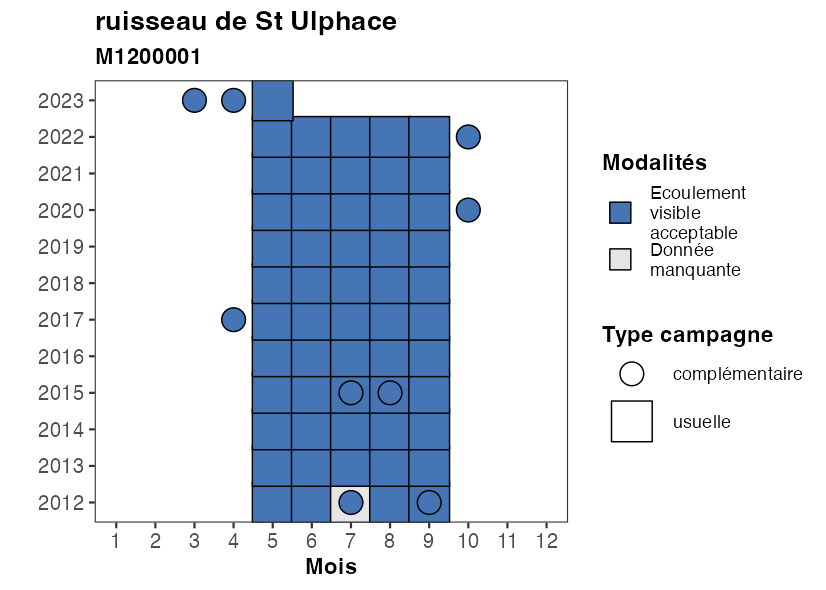 ruisseau de St Ulphace
M1200001
2023
2022
2021
2020
2019
2018
2017
2016
2015
2014
2013
2012
1 2 3 4 5 6 7 8 9 10 11 12
Mois
Modalités
Ecoulement
visible
acceptable
Donnée
manquante
Type campagne
complémentaire
usuelle